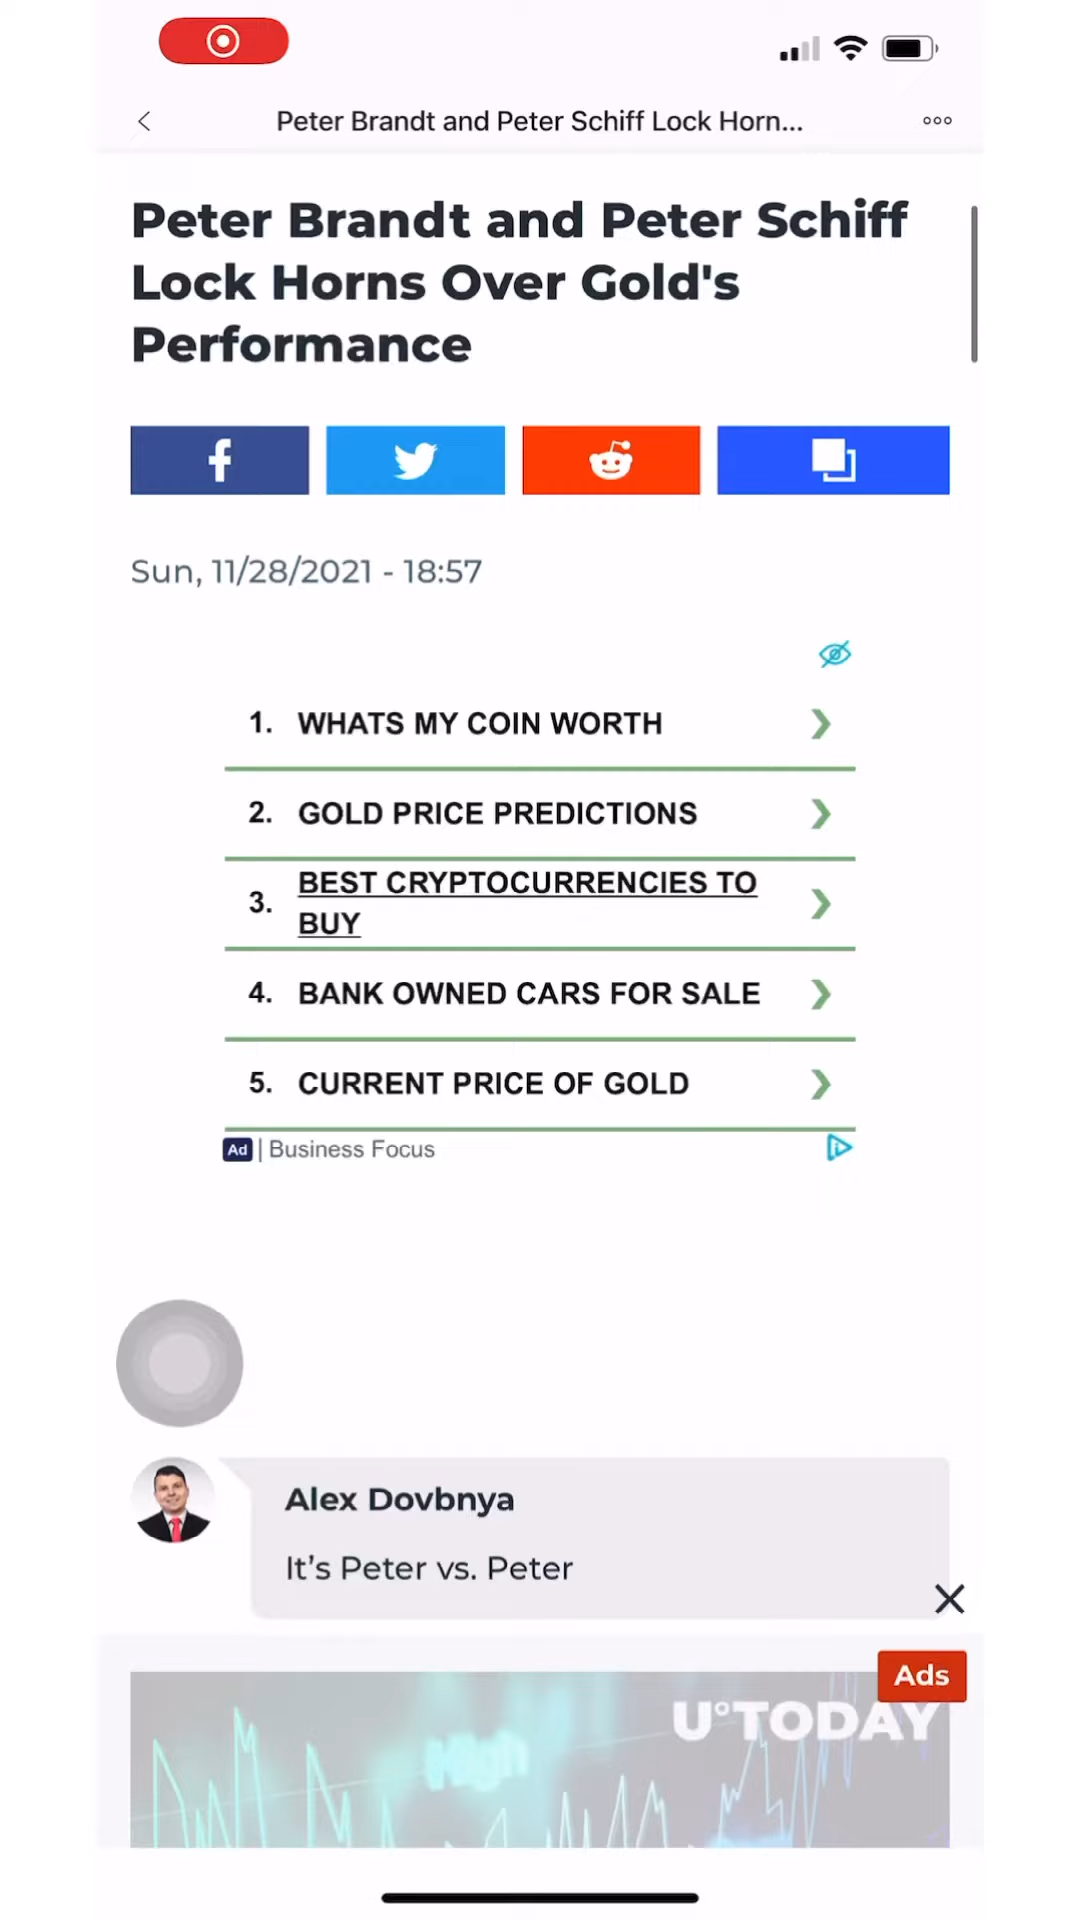 Peter Brandt and Peter Schiff Lock Horn...
Peter Brandt and Peter Schiff
Lock Horns Over Gold's
Performance
Sun, 11/28/2021 - 18:57
1. WHATS MY COIN WORTH
2. GOLD PRICE PREDICTIONS
3. BEST CRYPTOCURRENCIES TO
BUY
4. BANK OWNED CARS FOR SALE
5. CURRENT PRICE OF GOLD
Ad | Business Focus
Alex Dovbnya
It’s Peter vs. Peter
Ads
U°TODAY
High